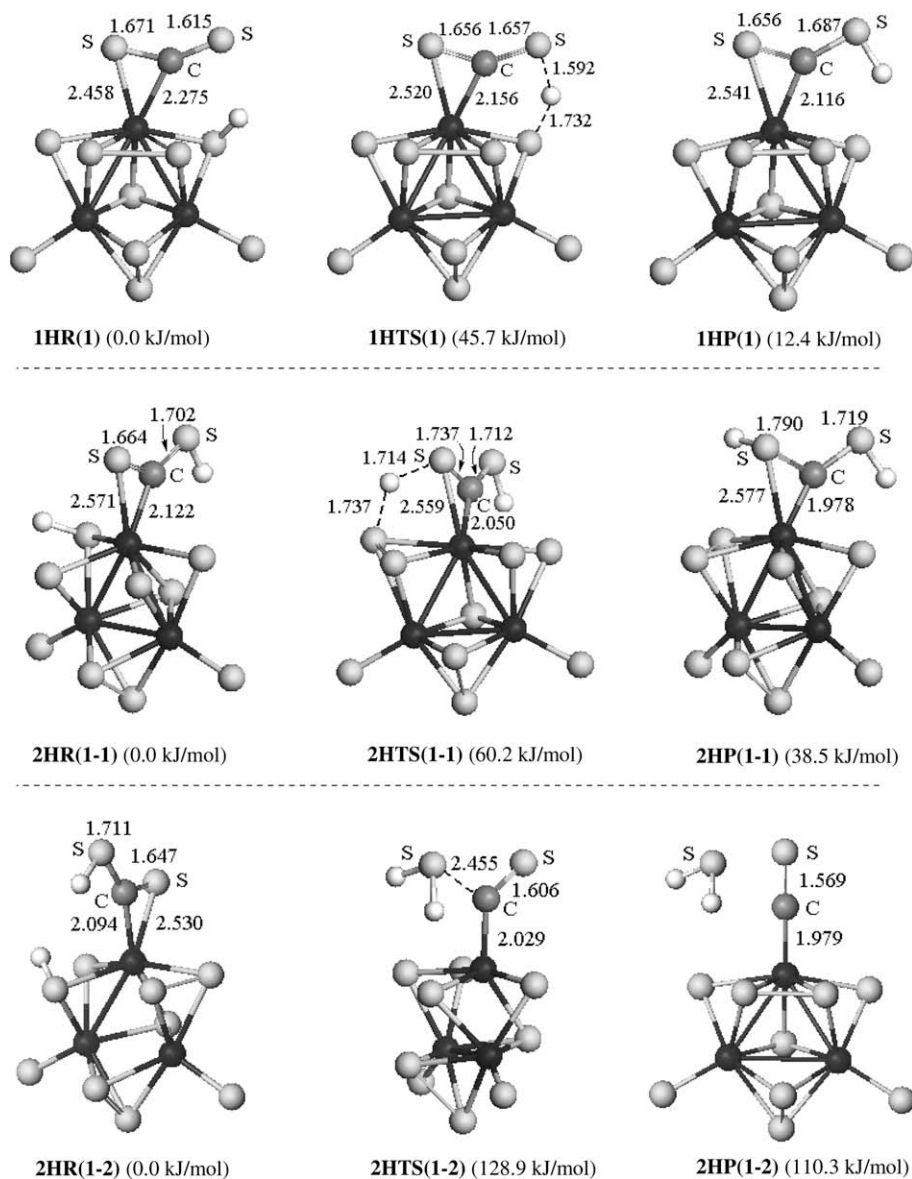 1.671 1.615
S S
C
2.458 2.275
1.656 1.657
S S
C 1.592
2.520 2.156
1.732
1.656 1.687
S S
C
2.541 2.116
1HR(1) (0.0 kJ/mol) 1HTS(1) (45.7 kJ/mol) 1HP(1) (12.4 kJ/mol)
1.702
1.664 S
S
C
2.571 2.122
1.737 1.712
1.714 S S
C
1.737 2.559 2.050
1.790 1.719
S S
C
2.577 1.978
2HR(1-1) (0.0 kJ/mol) 2HTS(1-1) (60.2 kJ/mol) 2HP(1-1) (38.5 kJ/mol)
1.711
S 1.647
S
C
2.094 2.530
S 2.455 S
1.606
C
2.029
S S
1.569
C
1.979
2HR(1-2) (0.0 kJ/mol) 2HTS(1-2) (128.9 kJ/mol) 2HP(1-2) (110.3 kJ/mol)